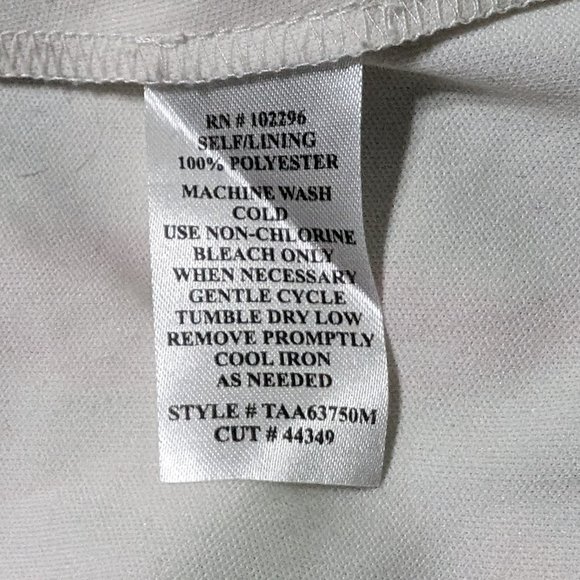 RN # 102296
SELF/LINING
100% POLYESTER
MACHINE WASH
COLD
USE NON-CHLORINE
BLEACH ONLY
WHEN NECESSARY
GENTLE CYCLE
TUMBLE DRY LOW
REMOVE PROMPTLY
COOL IRON
AS NEEDED
STYLE # TAA63750M
CUT # 44349